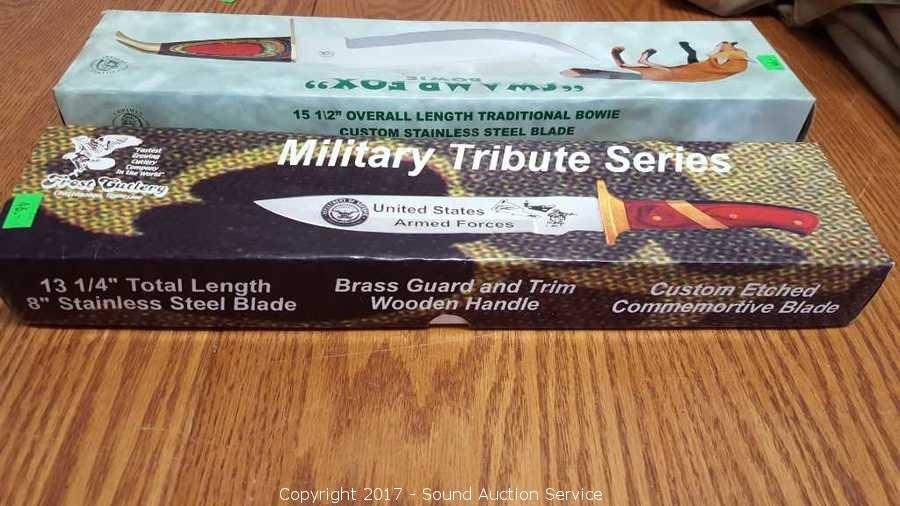 "SWAMP FOX"
BOWIE
15 1\2" OVERALL LENGTH TRADITIONAL BOWIE
CUSTOM STAINLESS STEEL BLADE
Military Tribute Series
"Fastest
Growing
Cutlery
Company
In the World"
Frost Cutlery
United States
Armed Forces
13 1/4" Total Length
8" Stainless Steel Blade
Brass Guard and Trim
Wooden Handle
Custom Etched
Commemortive Blade
Copyright 2017 - Sound Auction Service